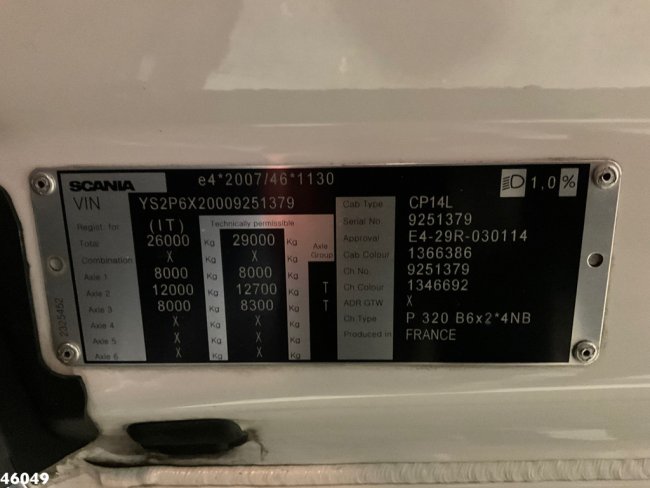 SCANIA e4*2007/46*1130 1,0%
VIN YS2P6X20009251379
Regist. for (IT) Technically permissible
Total 26000 Kg 29000 Kg Axle Group
Combination X X
Axle 1 8000 Kg 8000 Kg
Axle 2 12000 Kg 12700 Kg T
Axle 3 8000 Kg 8300 Kg T
Axle 4 X Kg X Kg
Axle 5 X Kg X Kg
Axle 6 X Kg X Kg
Cab Type CP14L
Serial No. 9251379
Approval E4-29R-030114
Cab Colour 1366386
Ch.No. 9251379
Ch.Colour 1346692
ADR GTW X
Ch Type P 320 B6x2*4NB
Produced in FRANCE
2325452
46049